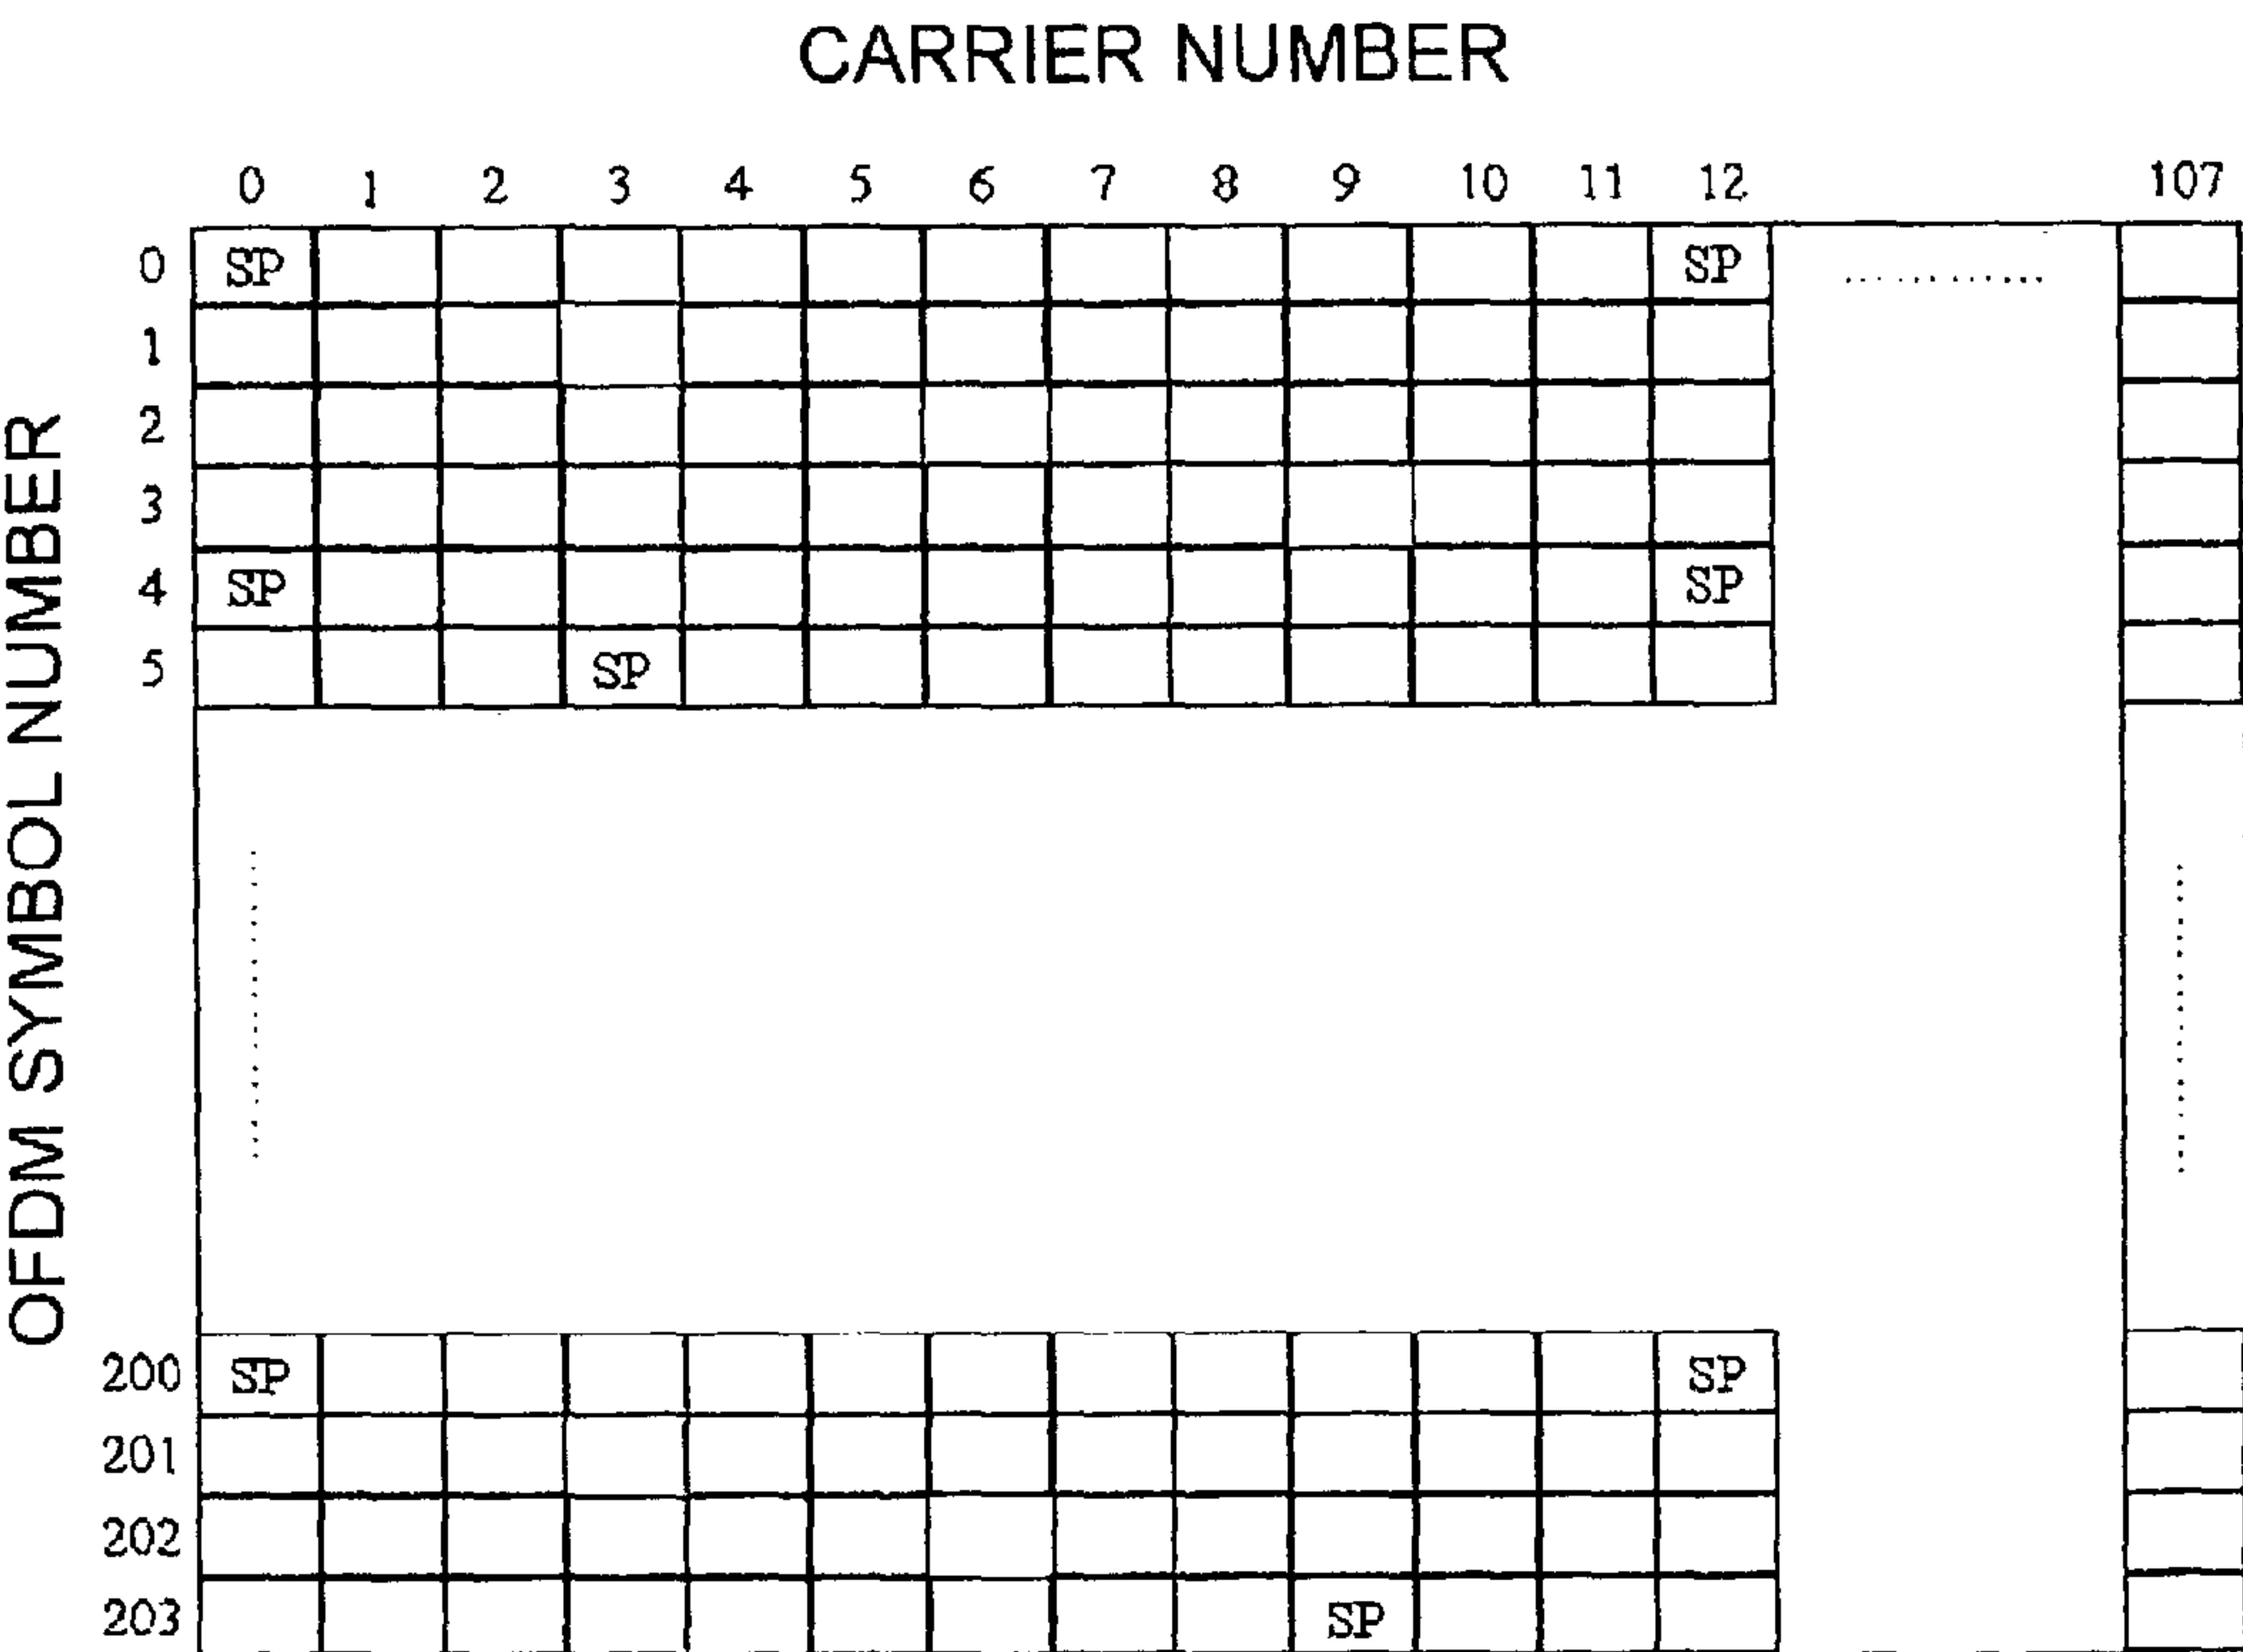 CARRIER NUMBER
0 1 2 3 4 5 6 7 8 9 10 11 12 107
OFDM SYMBOL NUMBER
0 SP SP
1
2
3
4 SP SP
5 SP
200 SP SP
201
202
203 SP